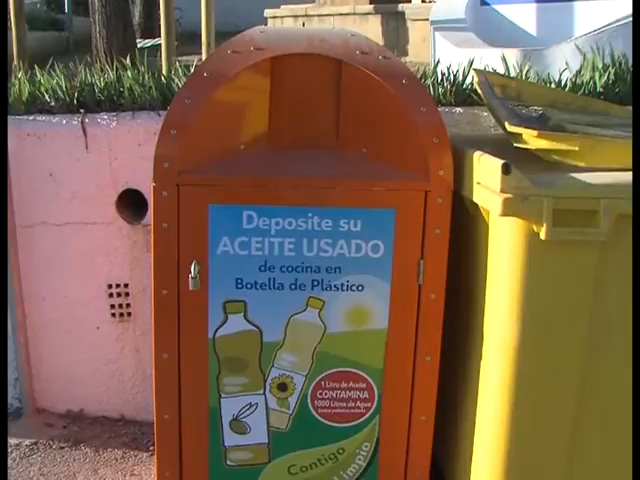 Deposite su
ACEITE USADO
de cocina en
Botella de Plástico
1 Litro de Aceite
CONTAMINA
1000 Litros de Agua
Contigo
limpio